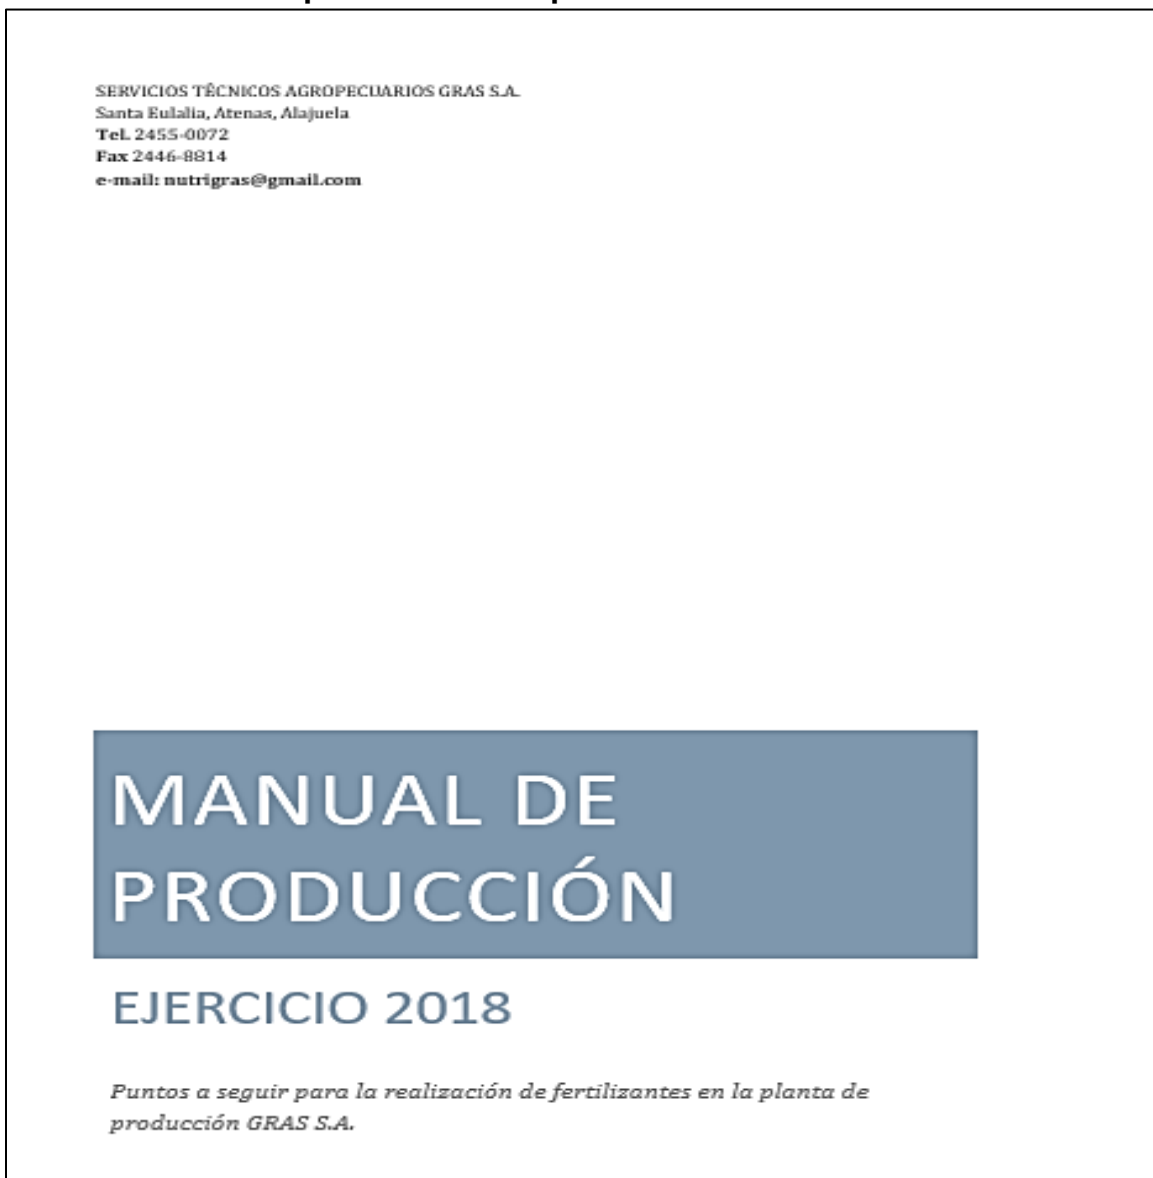 SERVICIOS TÉCNICOS AGROPECUARIOS GRAS S.A.
Santa Eulalia, Atenas, Alajuela
Tel. 2455-0072
Fax 2446-8814
e-mail: nutrigras@gmail.com
MANUAL DE
PRODUCCIÓN
EJERCICIO 2018
Puntos a seguir para la realización de fertilizantes en la planta de
producción GRAS S.A.